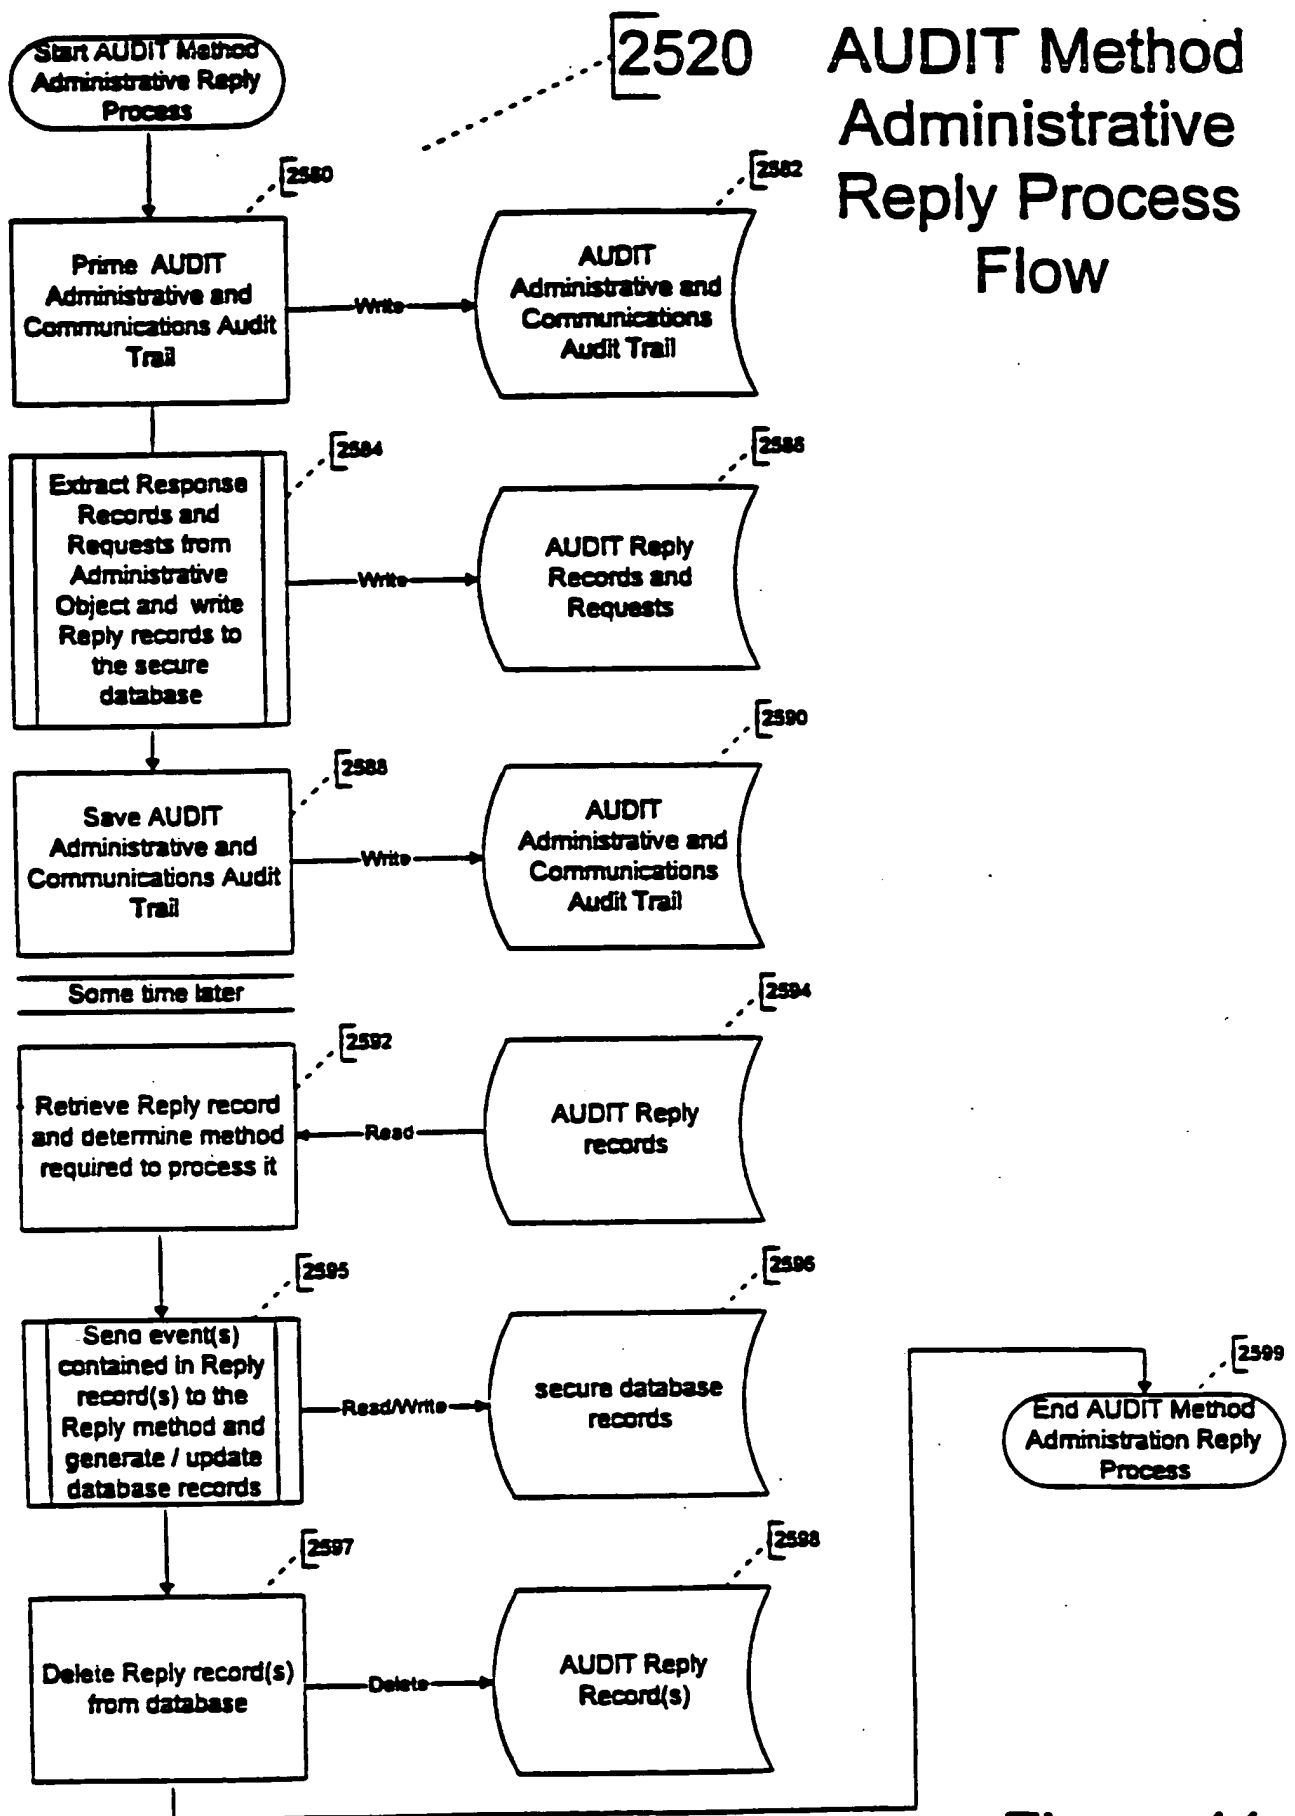 Start AUDIT Method
Administrative Reply
Process
2520
AUDIT Method
Administrative
Reply Process
Flow
2580
Prime AUDIT
Administrative and
Communications Audit
Trail
Write
2582
AUDIT
Administrative and
Communications
Audit Trail
2584
Extract Response
Records and
Requests from
Administrative
Object and write
Reply records to
the secure
database
Write
2586
AUDIT Reply
Records and
Requests
2588
Save AUDIT
Administrative and
Communications Audit
Trail
Write
2590
AUDIT
Administrative and
Communications
Audit Trail
Some time later
2592
Retrieve Reply record
and determine method
required to process it
Read
2594
AUDIT Reply
records
2595
Send event(s)
contained in Reply
record(s) to the
Reply method and
generate / update
database records
Read/Write
2596
secure database
records
2599
End AUDIT Method
Administration Reply
Process
2597
Delete Reply record(s)
from database
Delete
2598
AUDIT Reply
Record(s)